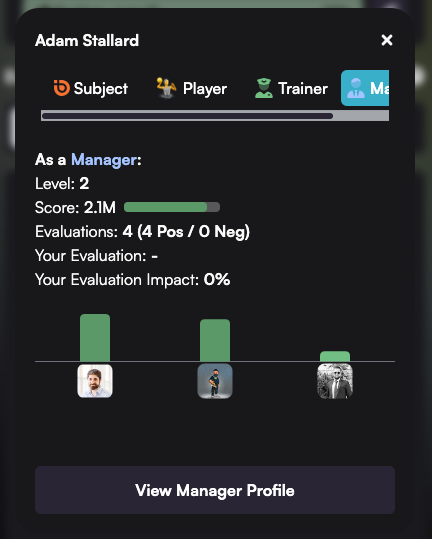 Adam Stallard
Subject Player Trainer Ma
As a Manager:
Level: 2
Score: 2.1M
Evaluations: 4 (4 Pos / 0 Neg)
Your Evaluation: -
Your Evaluation Impact: 0%
View Manager Profile